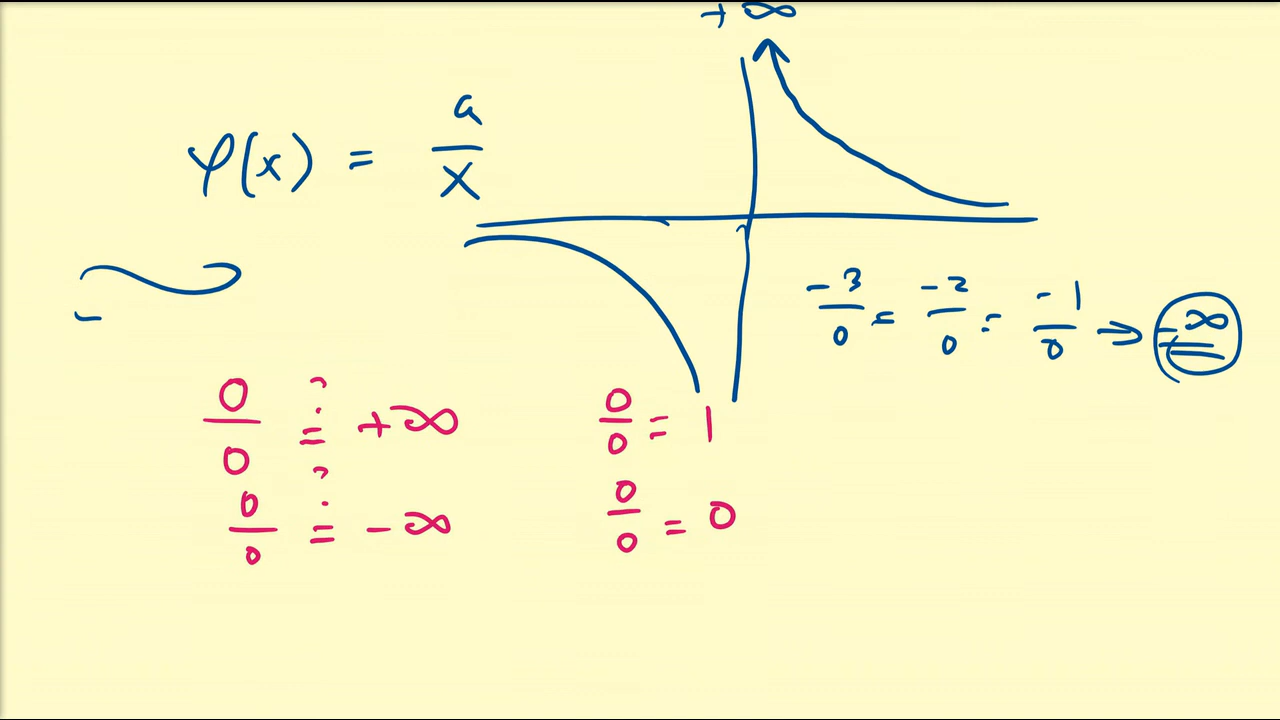 + ∞
φ(x) = a/x
-3/0 = -2/0 = -1/0 ⇒ -∞
0/0 ≟ +∞
0/0 = 1
0/0 ≟ -∞
0/0 = 0